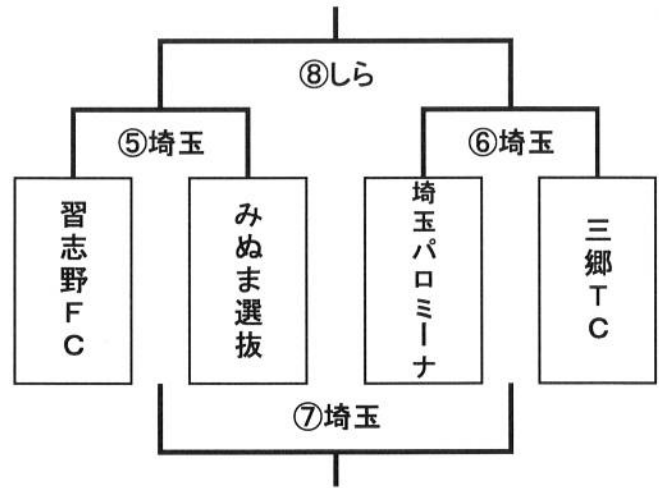 ⑧しら
⑤埼玉
⑥埼玉
習志野FC
みぬま選抜
埼玉パロミーナ
三郷TC
⑦埼玉